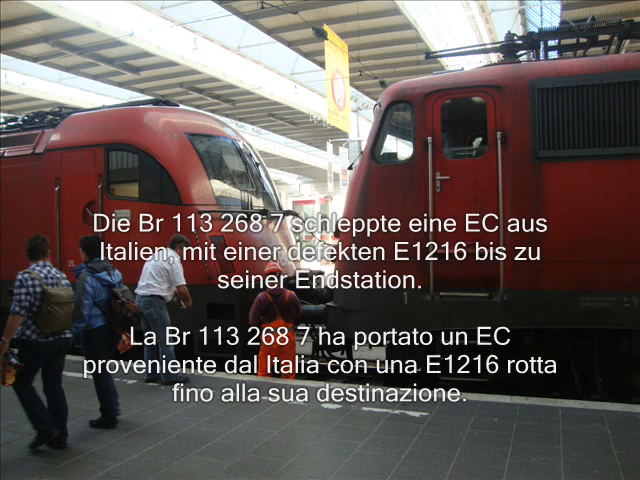 Die Br 113 268 7 schleppte eine EC aus
Italien, mit einer defekten E1216 bis zu
seiner Endstation.
La Br 113 268 7 ha portato un EC
proveniente dal Italia con una E1216 rotta
fino alla sua destinazione.